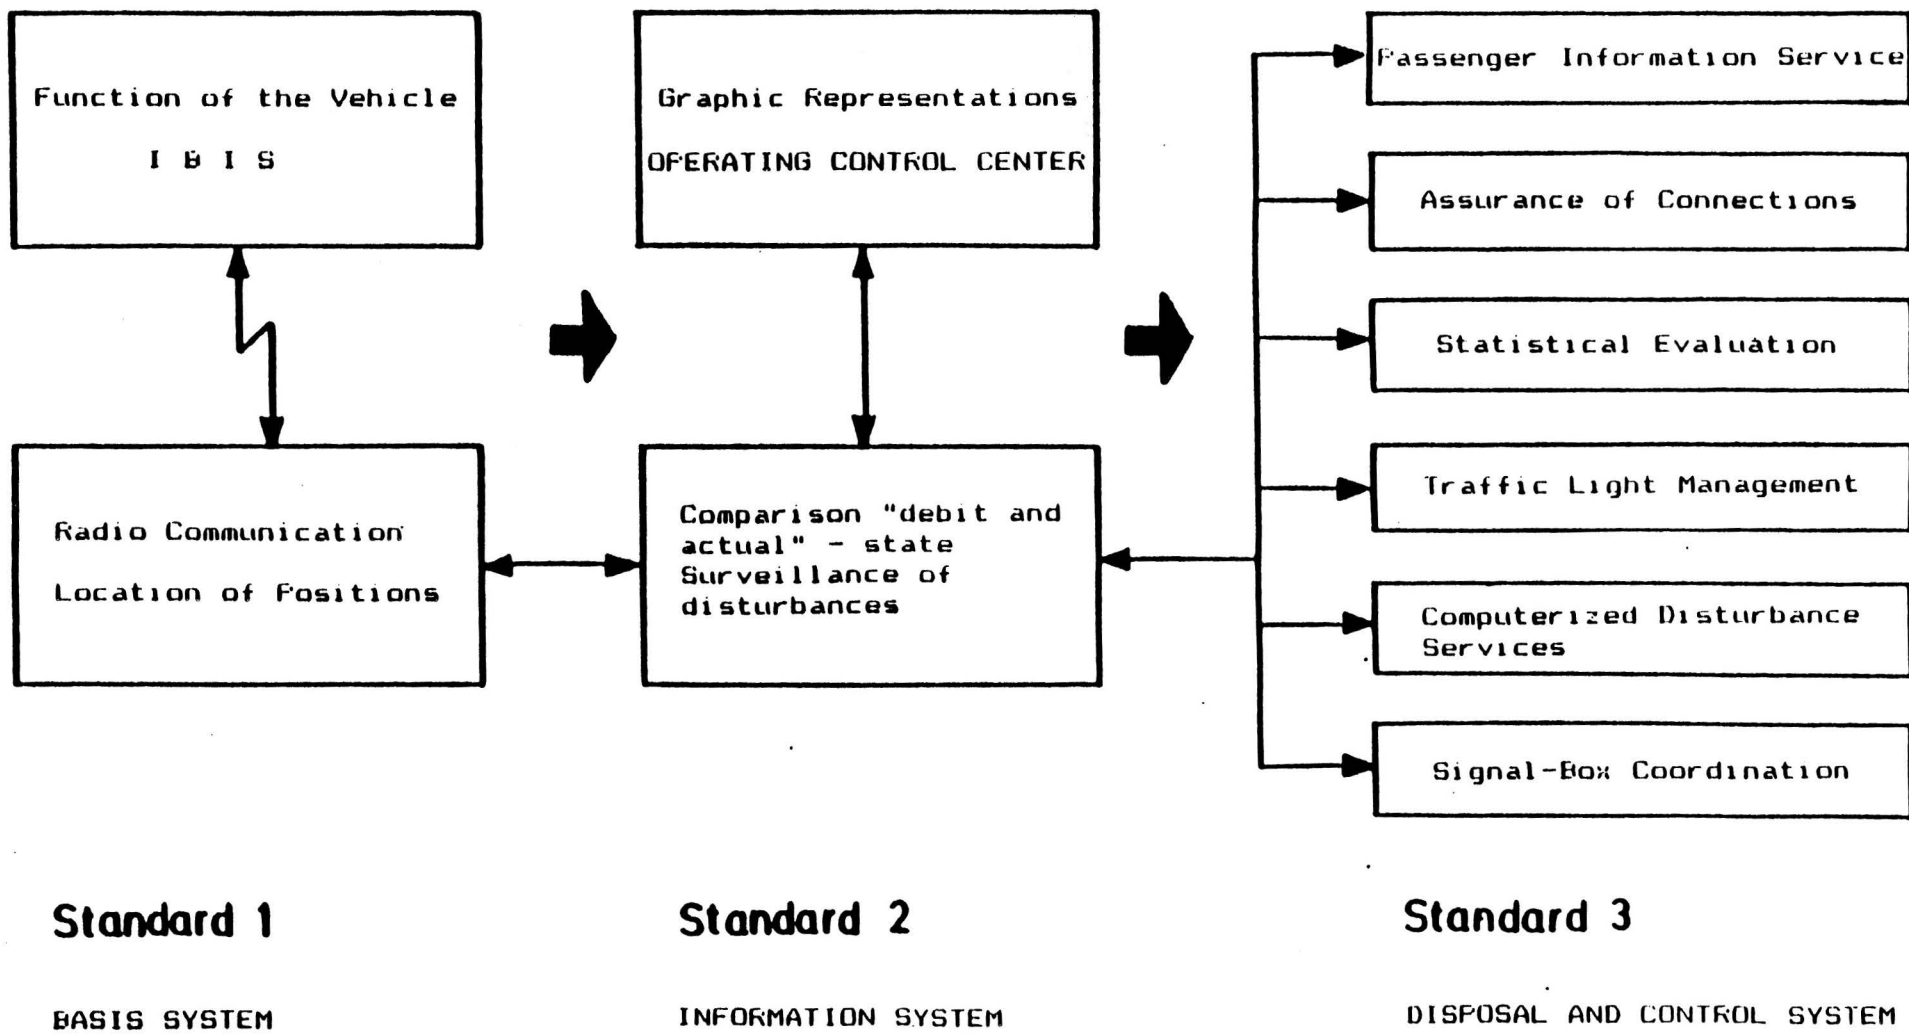 Function of the Vehicle
I B I S
Radio Communication
Location of Positions
Graphic Representations
OPERATING CONTROL CENTER
Comparison "debit and
actual" - state
Surveillance of
disturbances
Passenger Information Service
Assurance of Connections
Statistical Evaluation
Traffic Light Management
Computerized Disturbance
Services
Signal-Box Coordination
Standard 1
BASIS SYSTEM
Standard 2
INFORMATION SYSTEM
Standard 3
DISPOSAL AND CONTROL SYSTEM